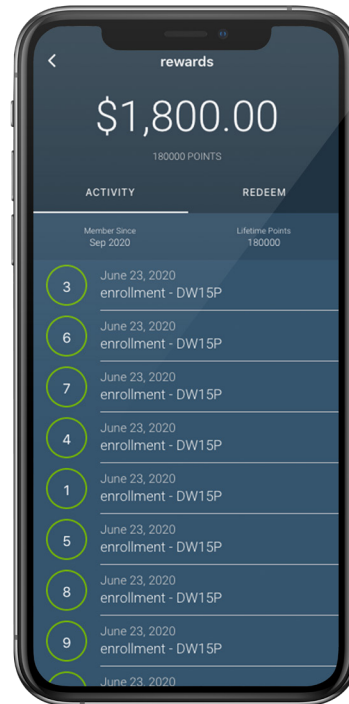 rewards
$1,800.00
180000 POINTS
ACTIVITY REDEEM
Member Since Lifetime Points
Sep 2020 180000
3 June 23, 2020
enrollment - DW15P
6 June 23, 2020
enrollment - DW15P
7 June 23, 2020
enrollment - DW15P
4 June 23, 2020
enrollment - DW15P
1 June 23, 2020
enrollment - DW15P
5 June 23, 2020
enrollment - DW15P
8 June 23, 2020
enrollment - DW15P
9 June 23, 2020
enrollment - DW15P
June 23, 2020